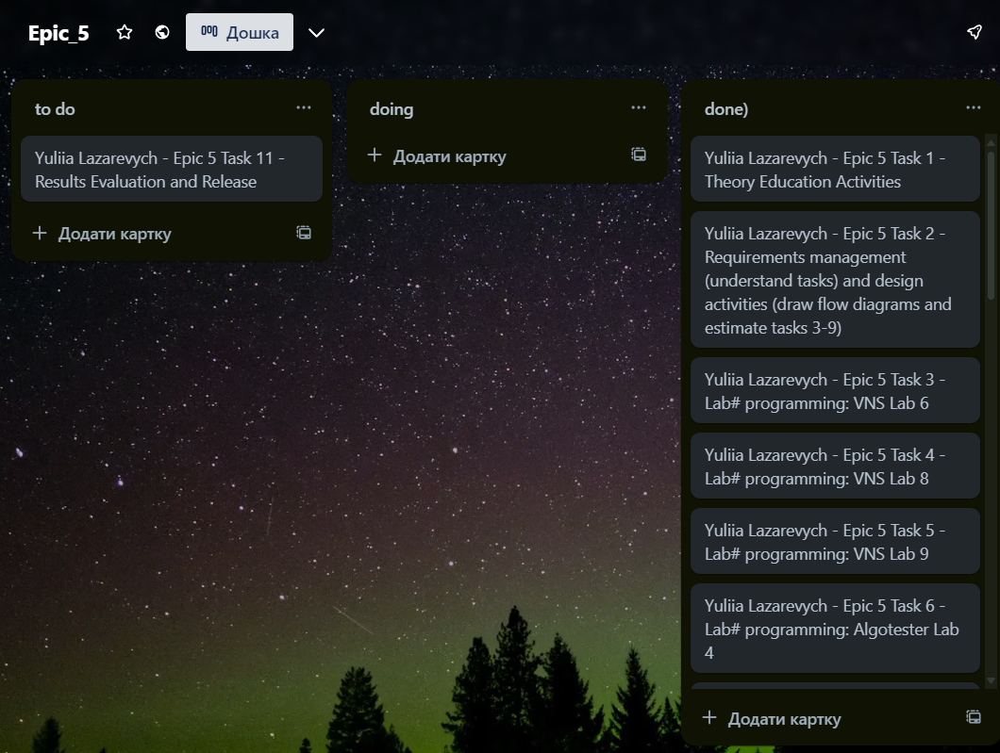 Epic_5
Дошка
to do
Yuliia Lazarevych - Epic 5 Task 11 -
Results Evaluation and Release
Додати картку
doing
Додати картку
done)
Yuliia Lazarevych - Epic 5 Task 1 -
Theory Education Activities
Yuliia Lazarevych - Epic 5 Task 2 -
Requirements management
(understand tasks) and design
activities (draw flow diagrams and
estimate tasks 3-9)
Yuliia Lazarevych - Epic 5 Task 3 -
Lab# programming: VNS Lab 6
Yuliia Lazarevych - Epic 5 Task 4 -
Lab# programming: VNS Lab 8
Yuliia Lazarevych - Epic 5 Task 5 -
Lab# programming: VNS Lab 9
Yuliia Lazarevych - Epic 5 Task 6 -
Lab# programming: Algotester Lab
4
Додати картку